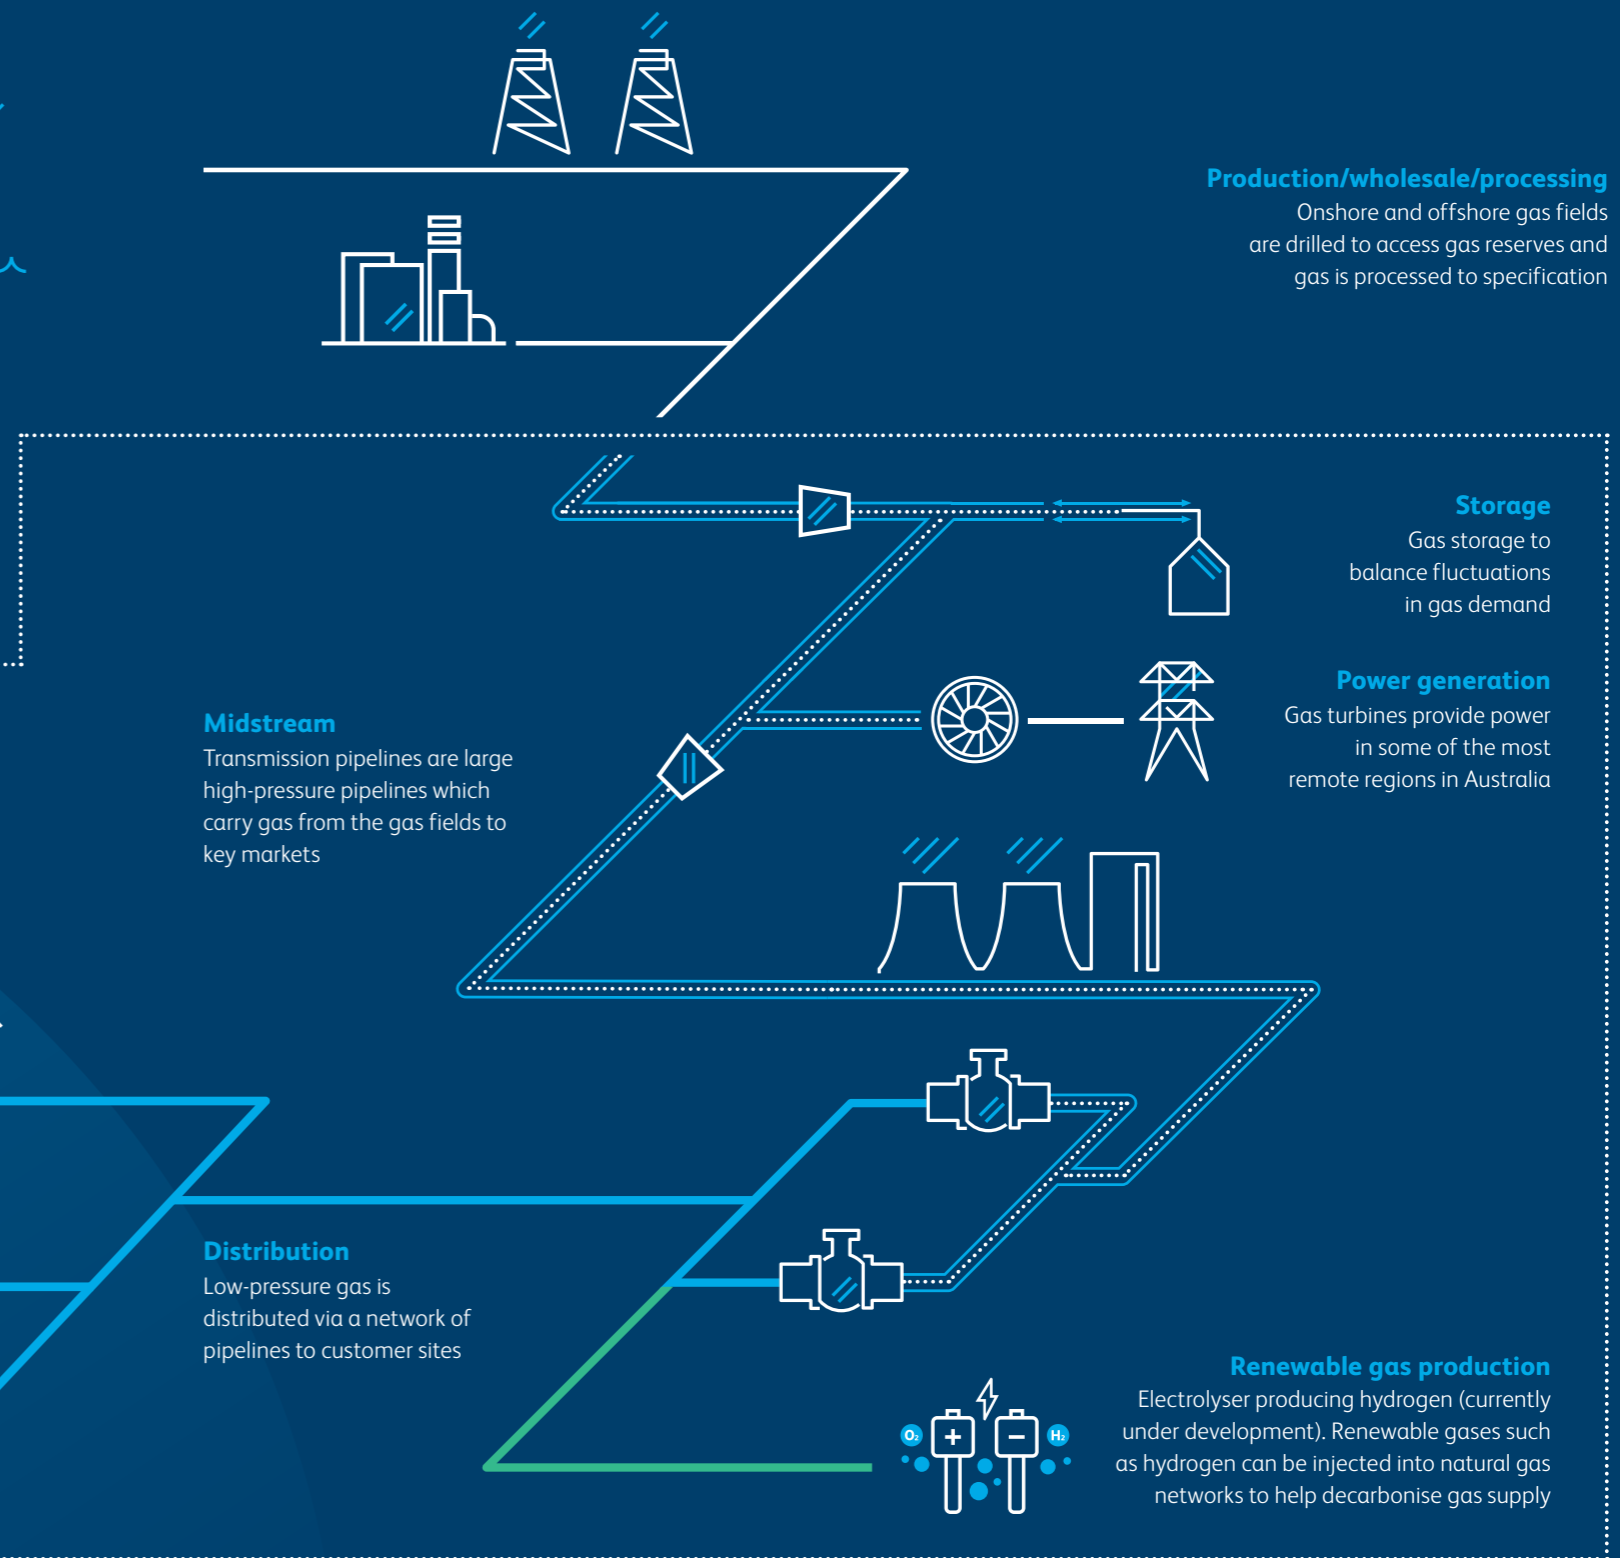 Production/wholesale/processing
Onshore and offshore gas fields
are drilled to access gas reserves and
gas is processed to specification
Storage
Gas storage to
balance fluctuations
in gas demand
Power generation
Gas turbines provide power
in some of the most
remote regions in Australia
Midstream
Transmission pipelines are large
high-pressure pipelines which
carry gas from the gas fields to
key markets
Distribution
Low-pressure gas is
distributed via a network of
pipelines to customer sites
Renewable gas production
Electrolyser producing hydrogen (currently
under development). Renewable gases such
as hydrogen can be injected into natural gas
networks to help decarbonise gas supply
O₂ + − H₂